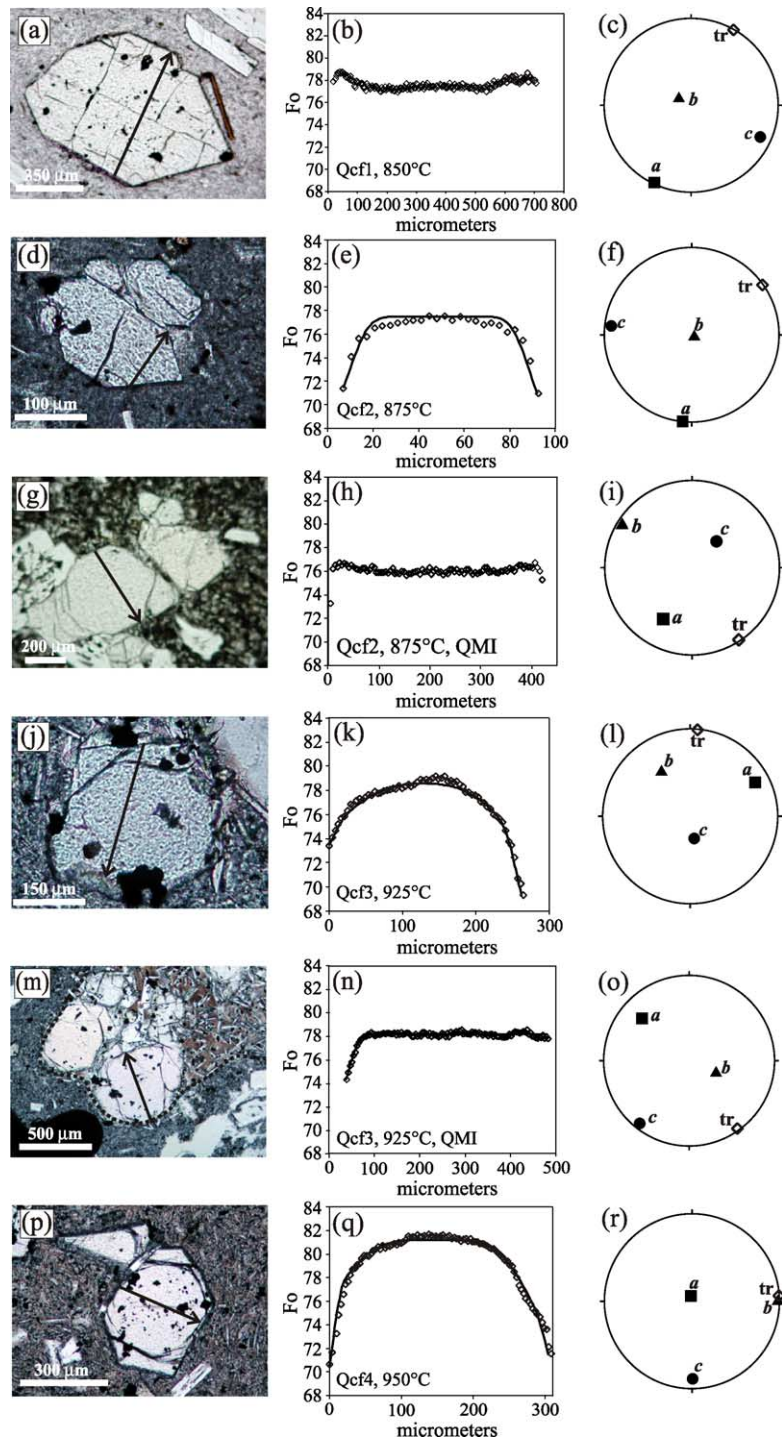 (a)
350 μm
(b)
Fo
84
82
80
78
76
74
72
70
68
Qcf1, 850°C
0 100 200 300 400 500 600 700 800
micrometers
(c)
tr
b
c
a
(d)
100 μm
(e)
Fo
84
82
80
78
76
74
72
70
68
Qcf2, 875°C
0 20 40 60 80 100
micrometers
(f)
tr
c
b
a
(g)
200 μm
(h)
Fo
84
82
80
78
76
74
72
70
68
Qcf2, 875°C, QMI
0 100 200 300 400
micrometers
(i)
b
c
a
tr
(j)
150 μm
(k)
Fo
84
82
80
78
76
74
72
70
68
Qcf3, 925°C
0 100 200 300
micrometers
(l)
tr
b
a
c
(m)
500 μm
(n)
Fo
84
82
80
78
76
74
72
70
68
Qcf3, 925°C, QMI
0 100 200 300 400 500
micrometers
(o)
a
b
c
tr
(p)
300 μm
(q)
Fo
84
82
80
78
76
74
72
70
68
Qcf4, 950°C
0 100 200 300
micrometers
(r)
a
tr
b
c